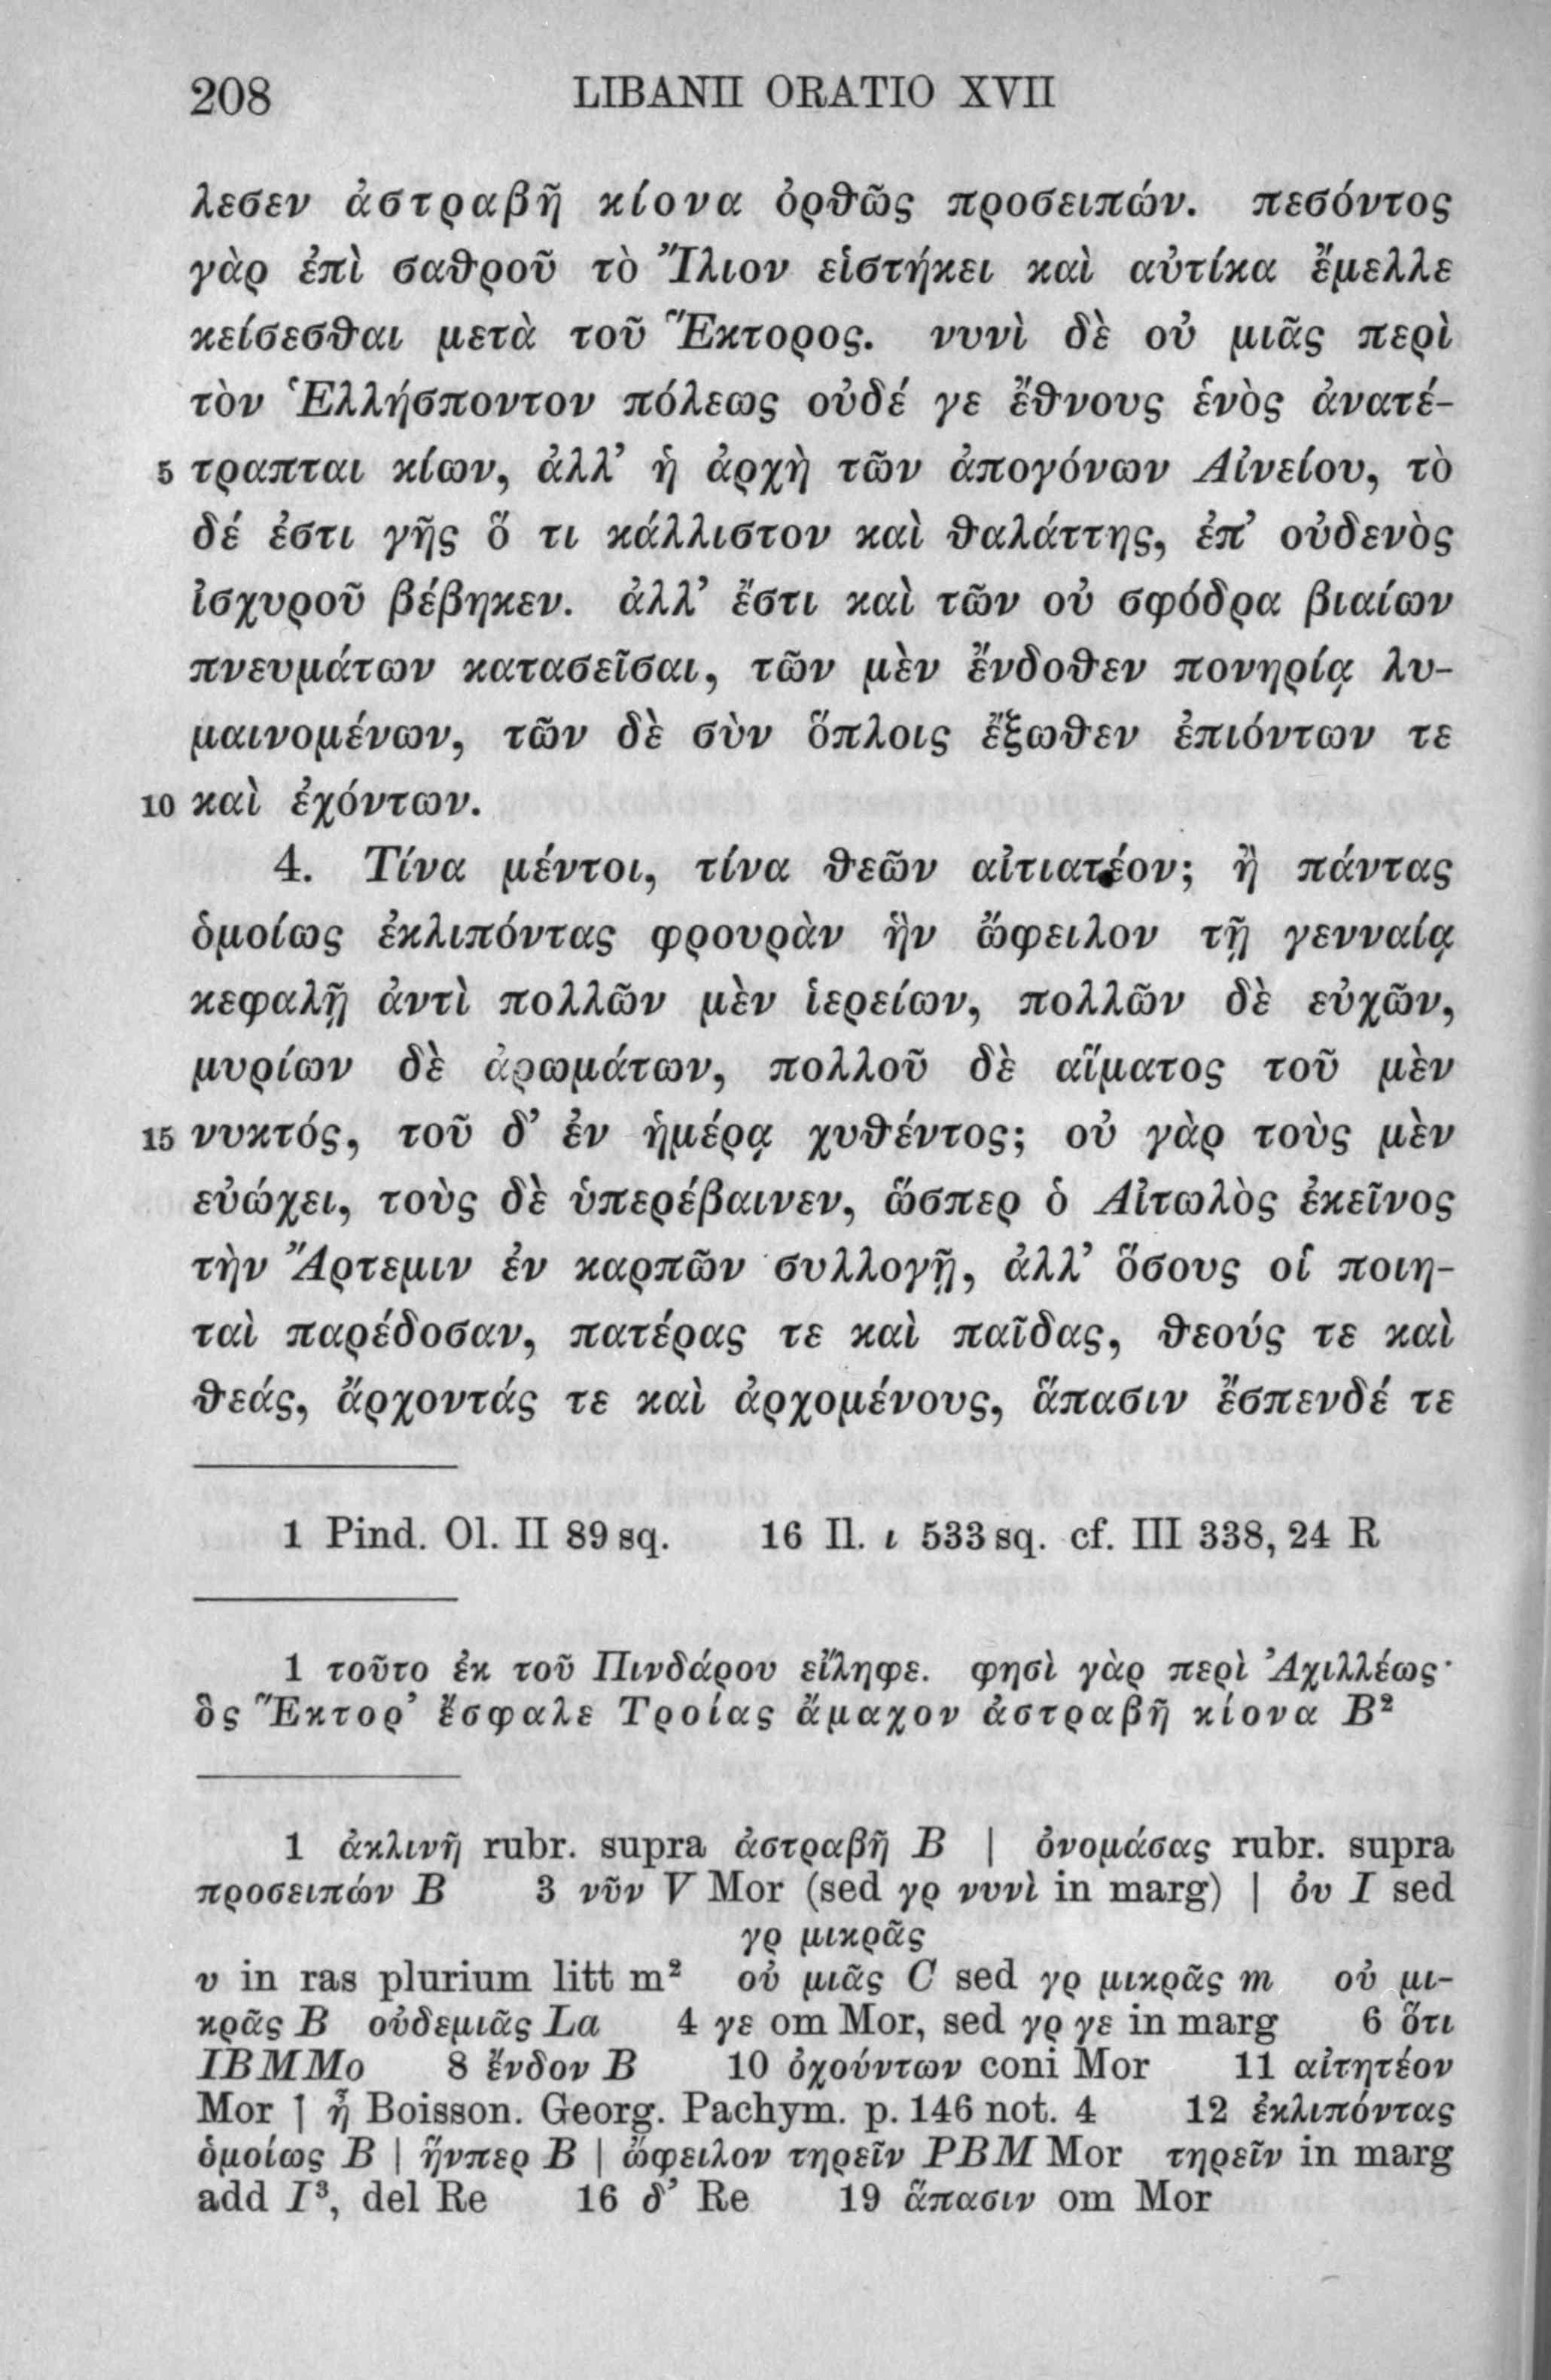 208 LIBANII ORATIO XVII
λεσεν ἀστραβῆ κίονα ὀρθῶς προσειπών. πεσόντος
γὰρ ἐπὶ σαθροῦ τὸ Ἴλιον εἱστήκει καὶ αὐτίκα ἔμελλε
κείσεσθαι μετὰ τοῦ Ἕκτορος. νυνὶ δὲ οὐ μιᾶς περὶ
τὸν Ἑλλήσποντον πόλεως οὐδέ γε ἔθνους ἑνὸς ἀνατέ-
5 τραπται κίων, ἀλλ’ ἡ ἀρχὴ τῶν ἀπογόνων Αἰνείου, τὸ
δέ ἐστι γῆς ὅ τι κάλλιστον καὶ θαλάττης, ἐπ’ οὐδενὸς
ἰσχυροῦ βέβηκεν. ἀλλ’ ἔστι καὶ τῶν οὐ σφόδρα βιαίων
πνευμάτων κατασεῖσαι, τῶν μὲν ἔνδοθεν πονηρίᾳ λυ-
μαινομένων, τῶν δὲ σὺν ὅπλοις ἔξωθεν ἐπιόντων τε
10 καὶ ἐχόντων.
4. Τίνα μέντοι, τίνα θεῶν αἰτιατέον; ἢ πάντας
ὁμοίως ἐκλιπόντας φρουρὰν ἣν ὤφειλον τῇ γενναίᾳ
κεφαλῇ ἀντὶ πολλῶν μὲν ἱερείων, πολλῶν δὲ εὐχῶν,
μυρίων δὲ ἀρωμάτων, πολλοῦ δὲ αἵματος τοῦ μὲν
15 νυκτός, τοῦ δ’ ἐν ἡμέρᾳ χυθέντος; οὐ γὰρ τοὺς μὲν
εὐώχει, τοὺς δὲ ὑπερέβαινεν, ὥσπερ ὁ Αἰτωλὸς ἐκεῖνος
τὴν Ἄρτεμιν ἐν καρπῶν συλλογῇ, ἀλλ’ ὅσους οἱ ποιη-
ταὶ παρέδοσαν, πατέρας τε καὶ παῖδας, θεούς τε καὶ
θεάς, ἄρχοντάς τε καὶ ἀρχομένους, ἅπασιν ἔσπενδέ τε
1 Pind. Ol. II 89 sq. 16 Il. ι 533 sq. cf. III 338, 24 R
1 τοῦτο ἐκ τοῦ Πινδάρου εἴληφε. φησὶ γὰρ περὶ Ἀχιλλέως·
ὃς Ἕκτορ’ ἔσφαλε Τροίας ἄμαχον ἀστραβῆ κίονα B²
1 ἀκλινῆ rubr. supra ἀστραβῆ B | ὀνομάσας rubr. supra
προσειπών B 3 νῦν V Mor (sed γρ νυνὶ in marg) | ὀυ I sed
γρ μικρᾶς
υ in ras plurium litt m² οὐ μιᾶς C sed γρ μικρᾶς m οὐ μι-
κρᾶς B οὐδεμιᾶς La 4 γε om Mor, sed γρ γε in marg 6 ὅτι
IBMMo 8 ἔνδον B 10 ὀχούντων coni Mor 11 αἰτητέον
Mor | ἦ Boisson. Georg. Pachym. p. 146 not. 4 12 ἐκλιπόντας
ὁμοίως B | ἥνπερ B | ὤφειλον τηρεῖν PBM Mor τηρεῖν in marg
add I³, del Re 16 δ’ Re 19 ἅπασιν om Mor